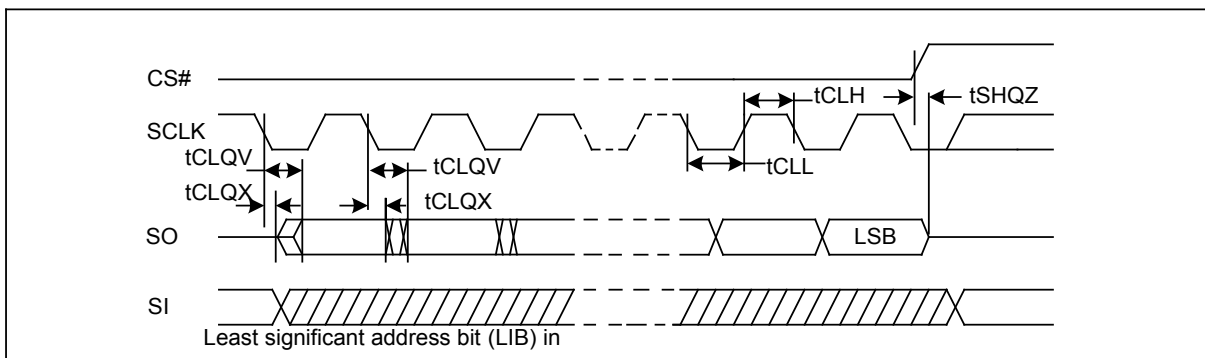 CS#
tCLH
tSHQZ
SCLK
tCLQV
tCLQV
tCLL
tCLQX
tCLQX
SO
LSB
SI
Least significant address bit (LIB) in